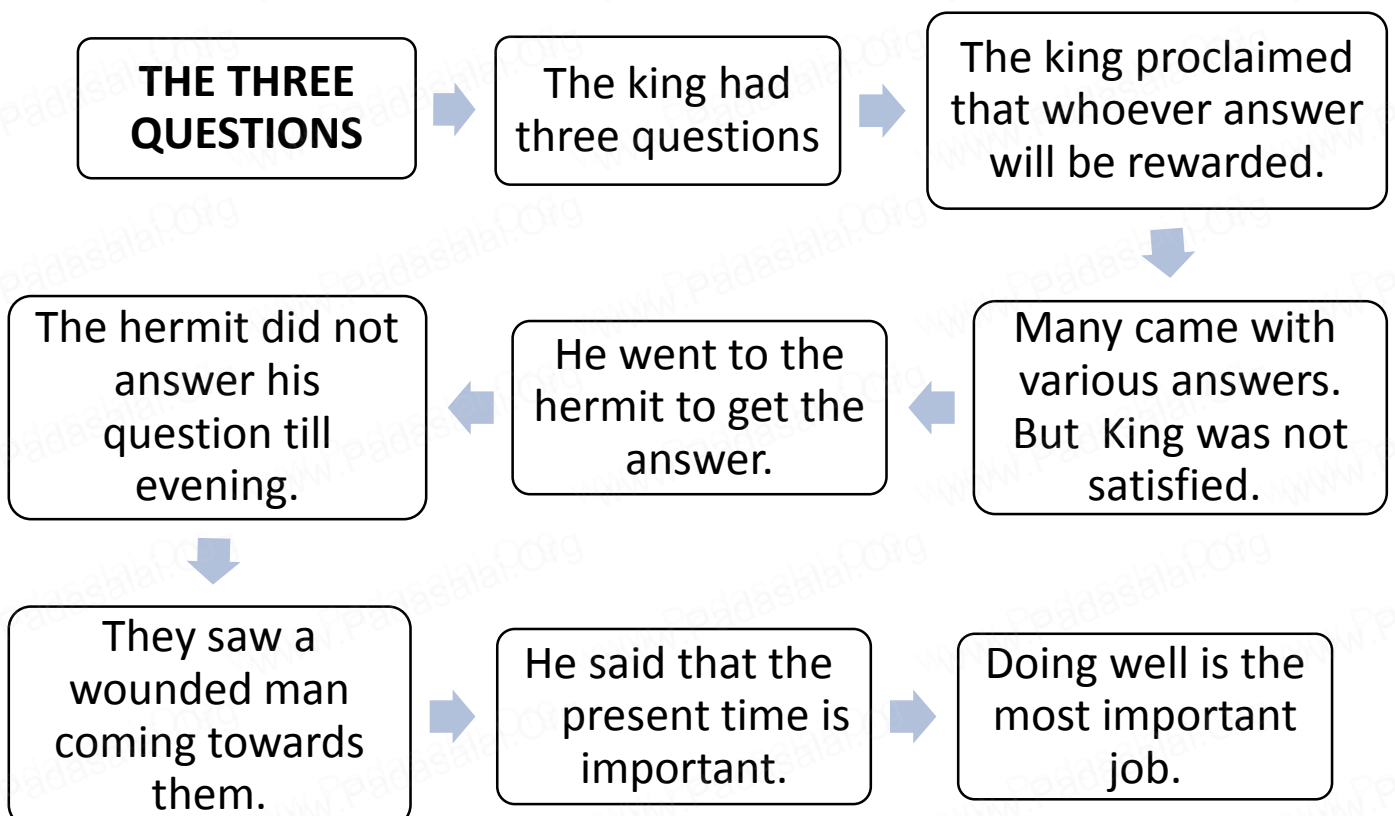 THE THREE
QUESTIONS
The king had
three questions
The king proclaimed
that whoever answer
will be rewarded.
Many came with
various answers.
But King was not
satisfied.
He went to the
hermit to get the
answer.
The hermit did not
answer his
question till
evening.
They saw a
wounded man
coming towards
them.
He said that the
present time is
important.
Doing well is the
most important
job.
www.Padasalai.Org